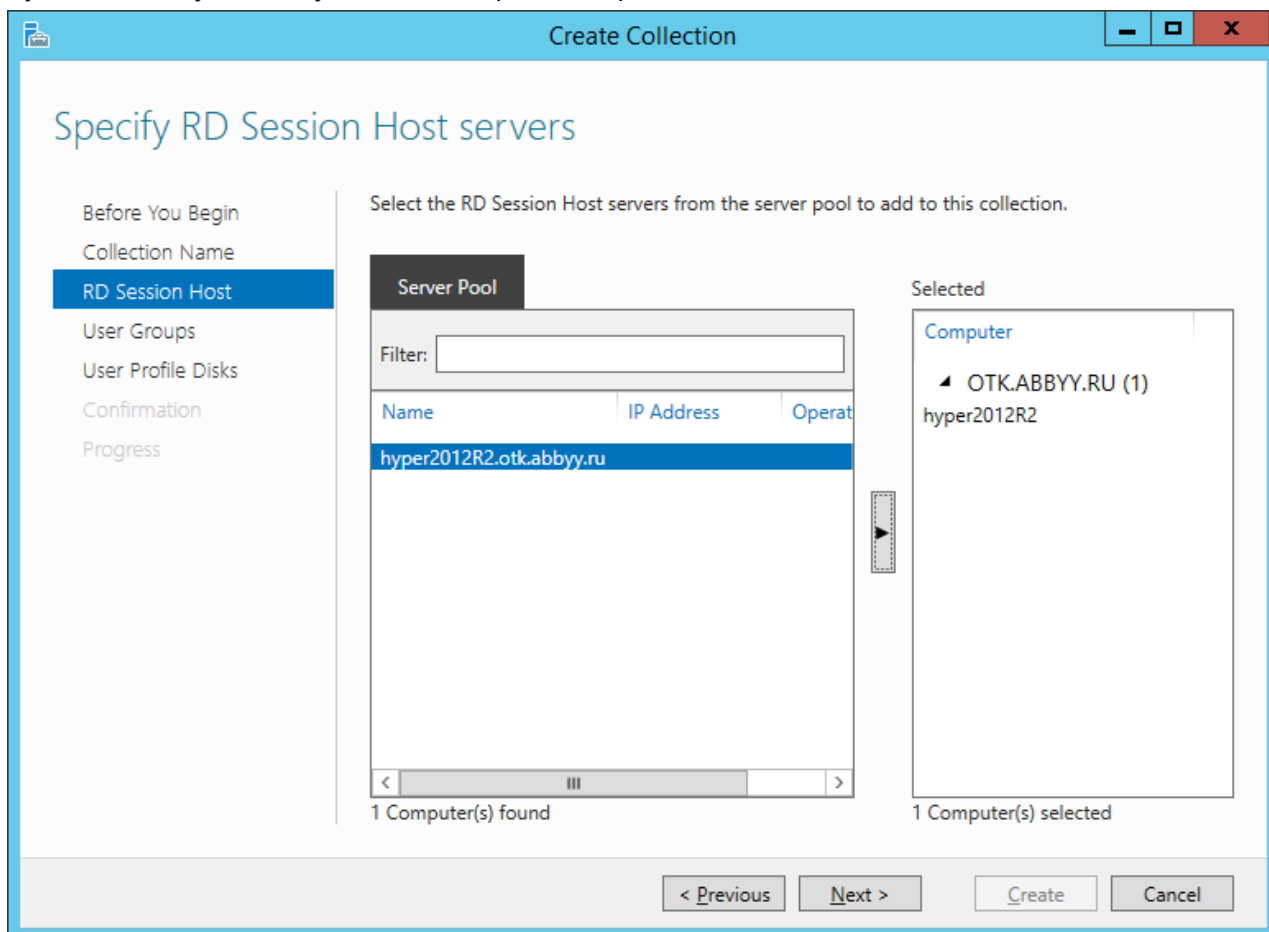 Create Collection
Specify RD Session Host servers
Before You Begin
Collection Name
RD Session Host
User Groups
User Profile Disks
Confirmation
Progress
Select the RD Session Host servers from the server pool to add to this collection.
Server Pool
Filter:
Name IP Address Operat
hyper2012R2.otk.abbyy.ru
1 Computer(s) found
Selected
Computer
OTK.ABBYY.RU (1)
hyper2012R2
1 Computer(s) selected
< Previous Next > Create Cancel